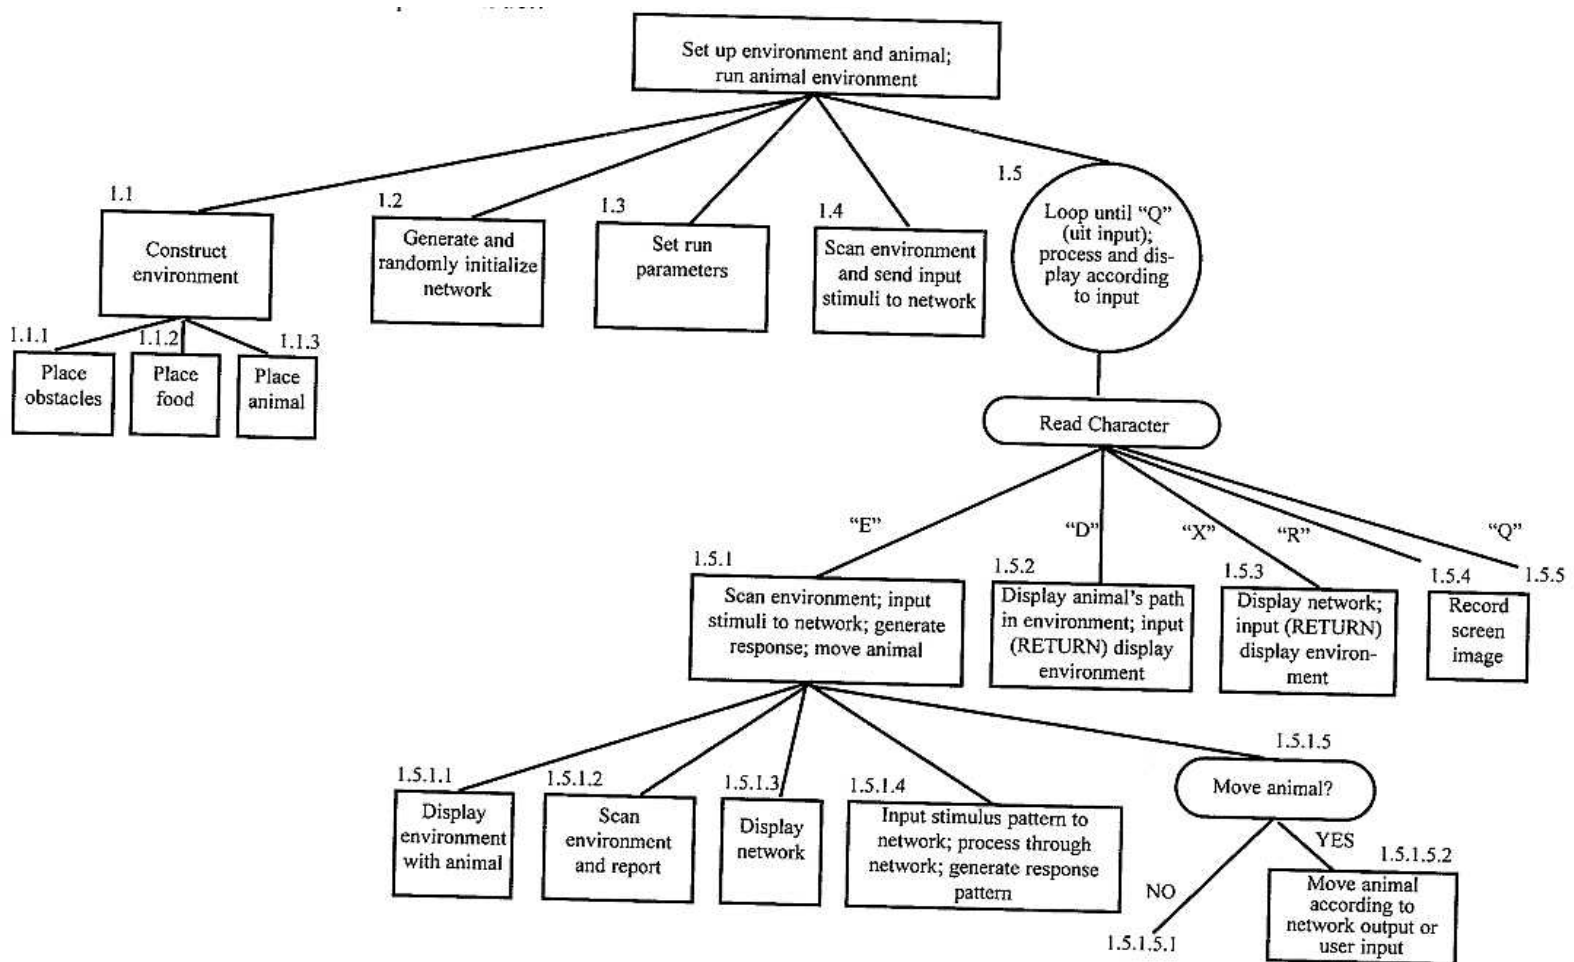 Set up environment and animal;
run animal environment
1.1
Construct
environment
1.2
Generate and
randomly initialize
network
1.3
Set run
parameters
1.4
Scan environment
and send input
stimuli to network
1.5
Loop until “Q”
(uit input);
process and dis-
play according
to input
1.1.1
Place
obstacles
1.1.2
Place
food
1.1.3
Place
animal
Read Character
“E”
“D”
“X”
“R”
“Q”
1.5.1
Scan environment; input
stimuli to network; generate
response; move animal
1.5.2
Display animal’s path
in environment; input
(RETURN) display
environment
1.5.3
Display network;
input (RETURN)
display environ-
ment
1.5.4
Record
screen
image
1.5.5
1.5.1.1
Display
environment
with animal
1.5.1.2
Scan
environment
and report
1.5.1.3
Display
network
1.5.1.4
Input stimulus pattern to
network; process through
network; generate response
pattern
1.5.1.5
Move animal?
NO
1.5.1.5.1
YES
1.5.1.5.2
Move animal
according to
network output or
user input